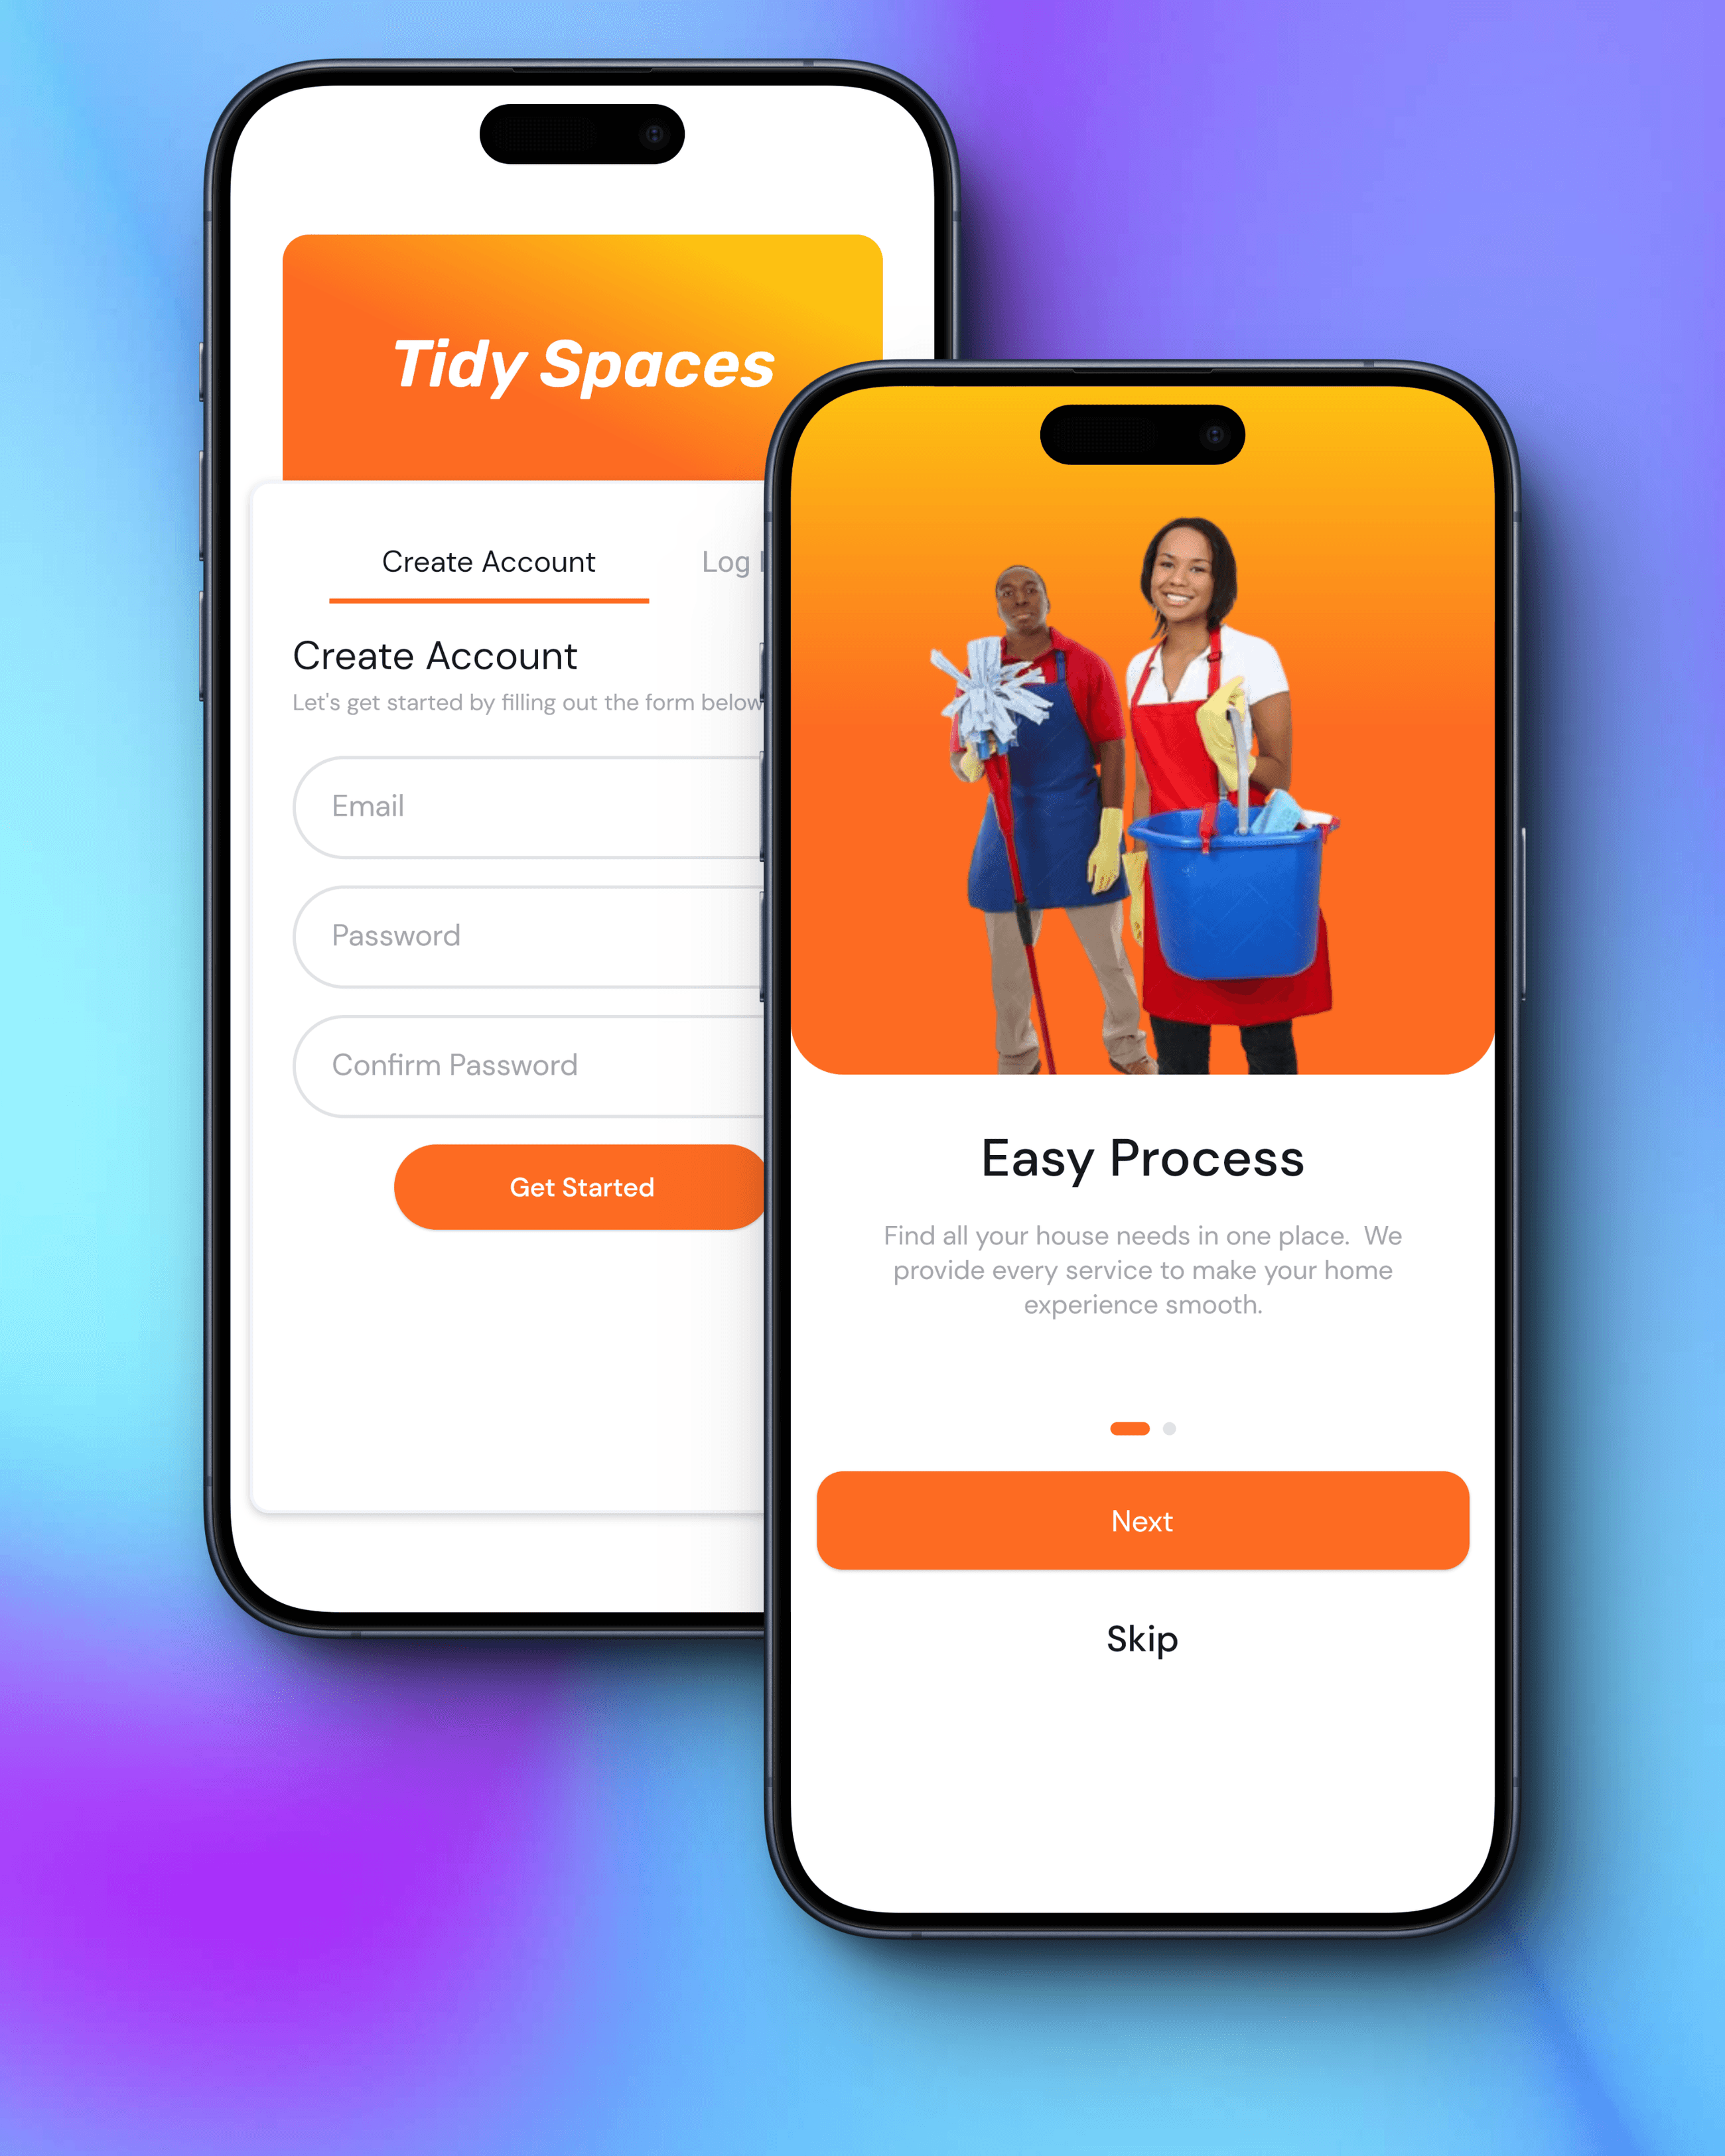 Tidy Spaces
Create Account
Log
Create Account
Let's get started by filling out the form below
Email
Password
Confirm Password
Get Started
Easy Process
Find all your house needs in one place.  We
provide every service to make your home
experience smooth.
Next
Skip